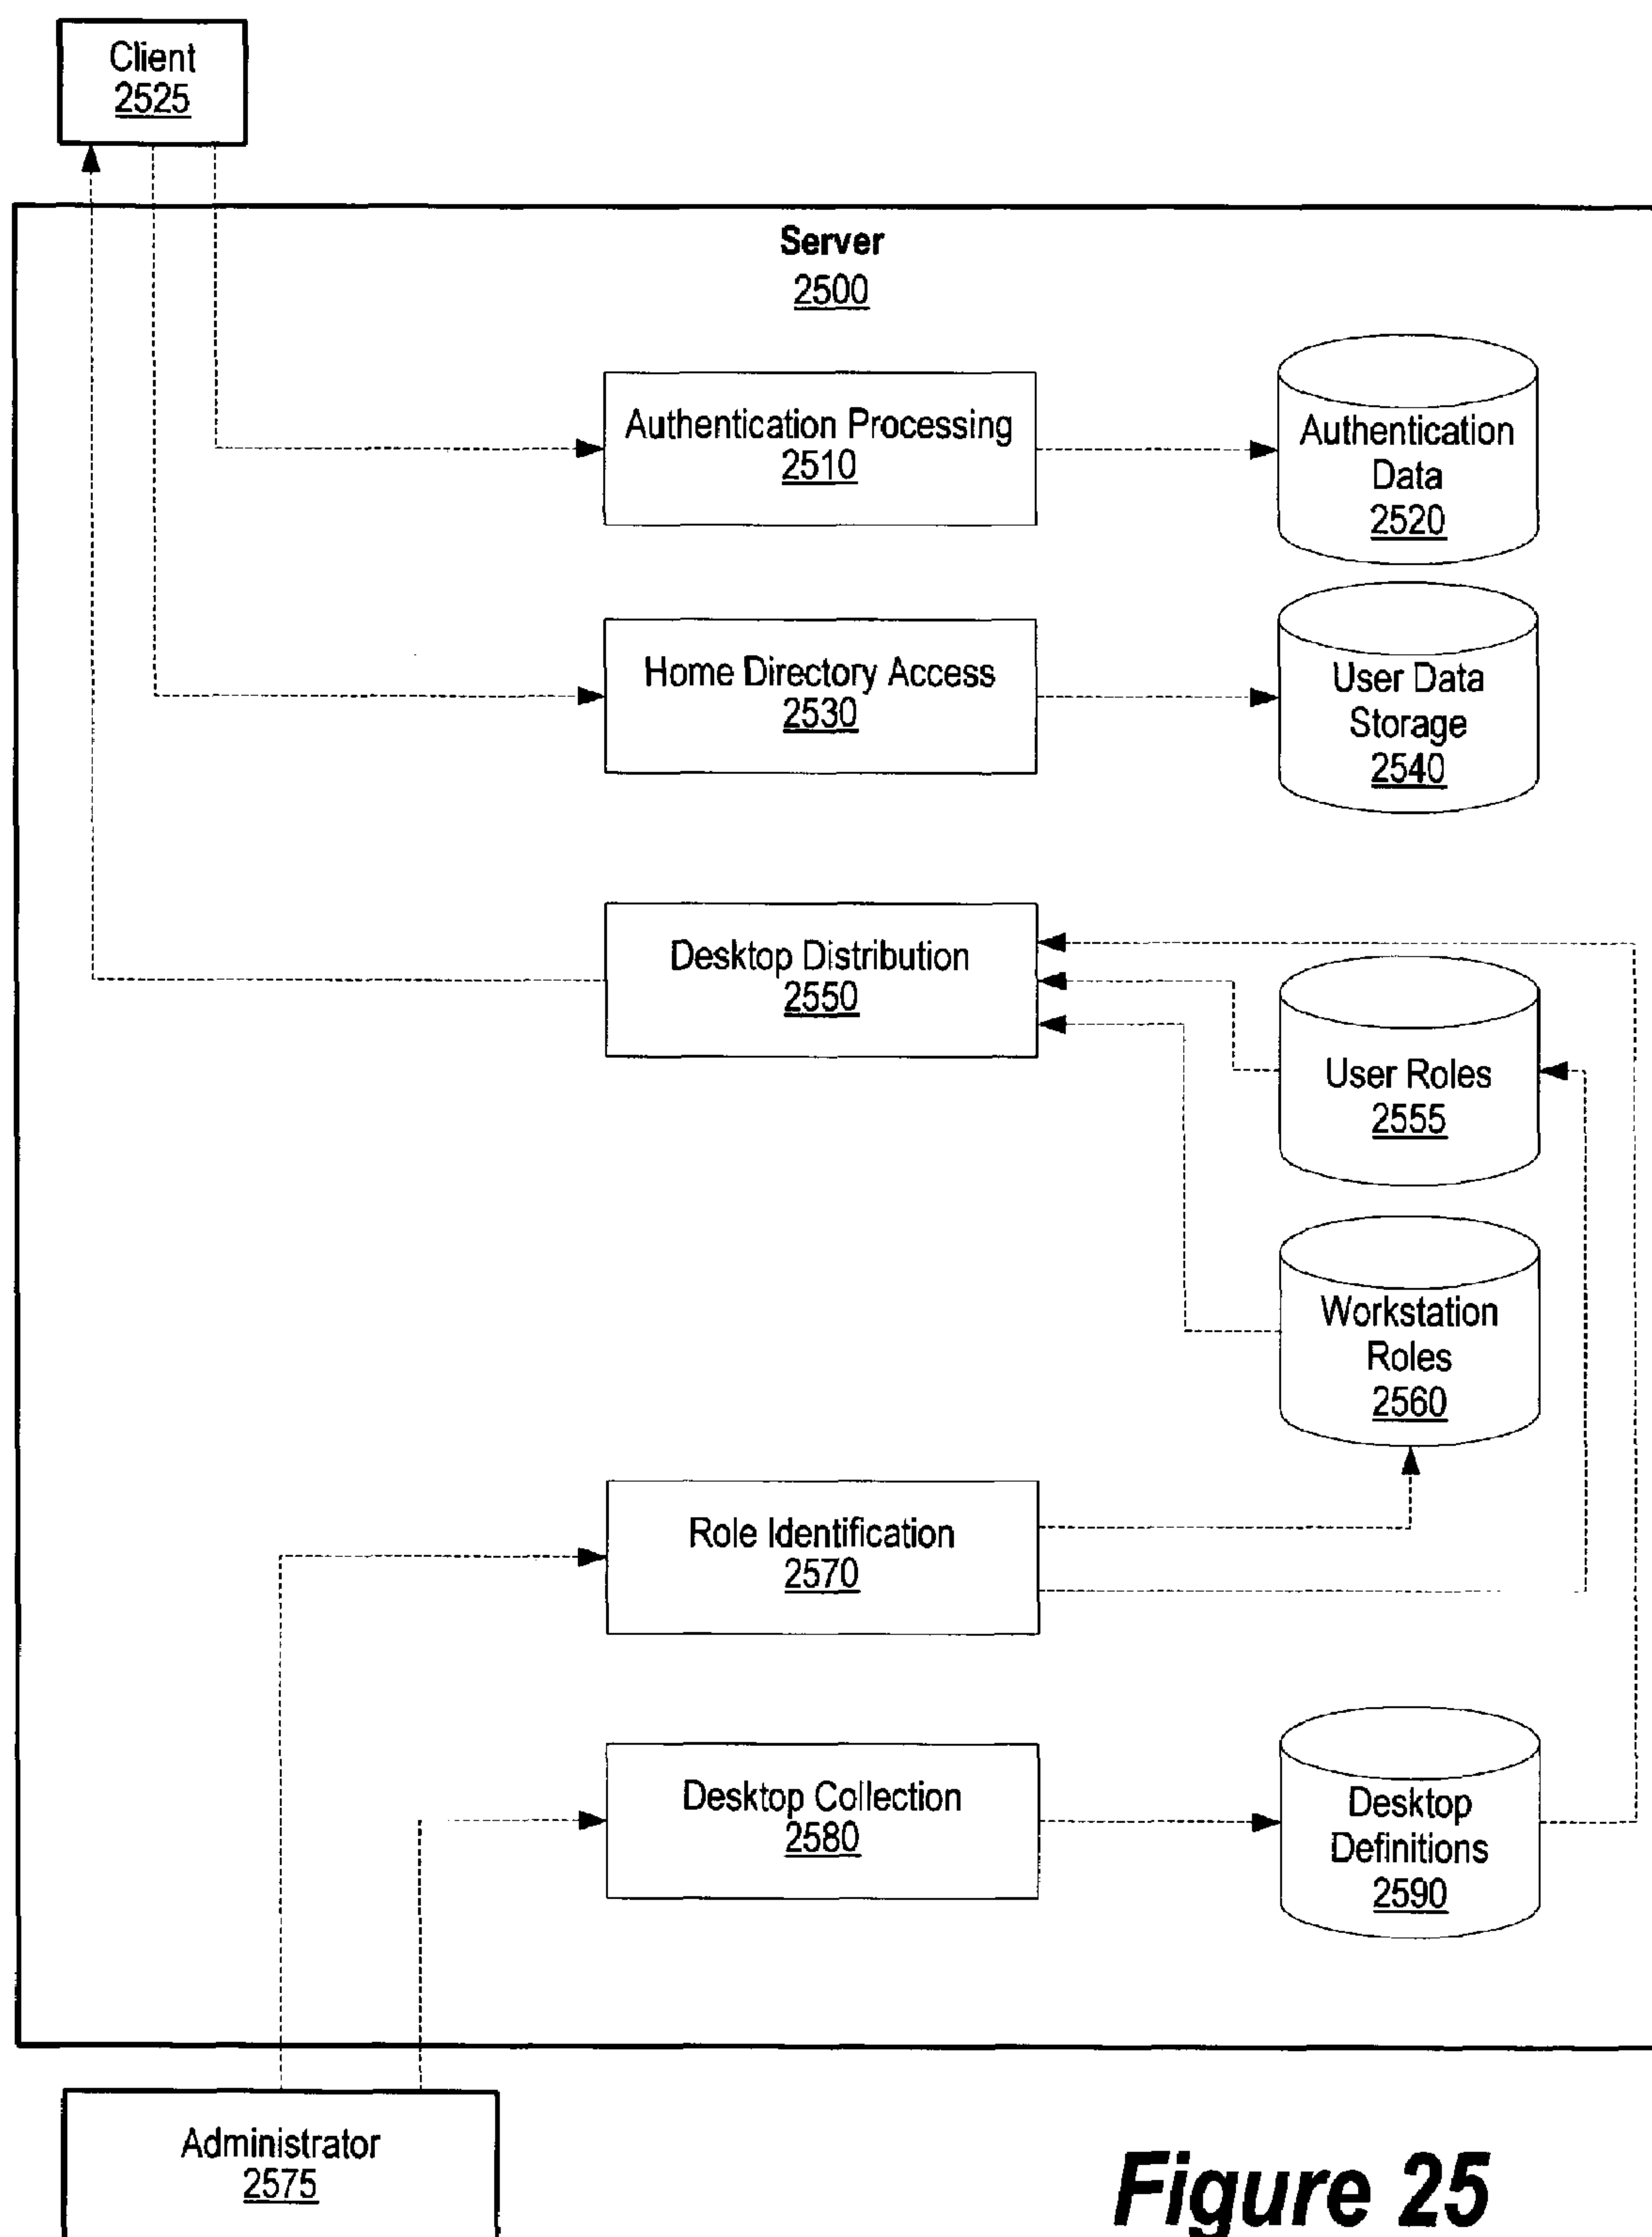 Client
2525
Server
2500
Authentication Processing
2510
Authentication
Data
2520
Home Directory Access
2530
User Data
Storage
2540
Desktop Distribution
2550
User Roles
2555
Workstation
Roles
2560
Role Identification
2570
Desktop Collection
2580
Desktop
Definitions
2590
Administrator
2575
Figure 25